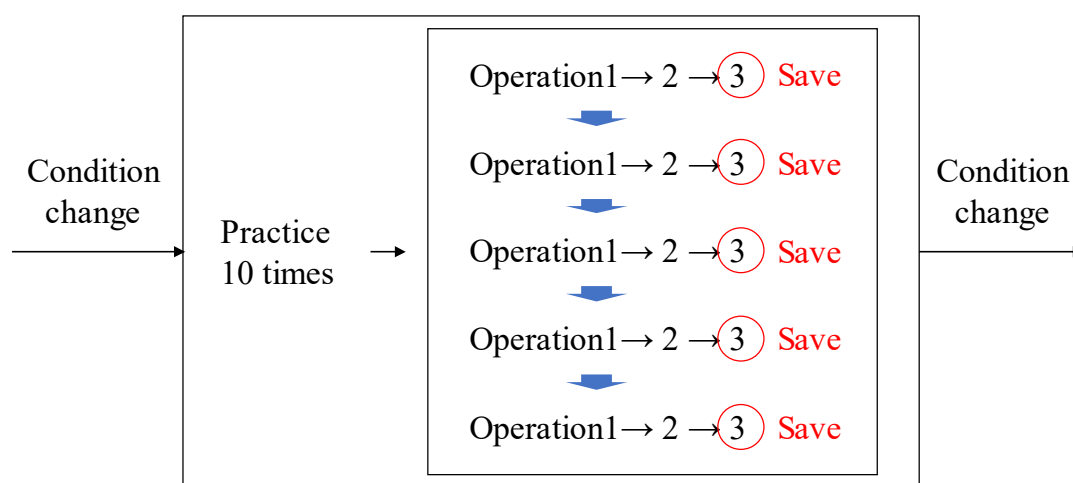 Condition
change
Practice
10 times
Operation1→ 2 → 3 Save
Operation1→ 2 → 3 Save
Operation1→ 2 → 3 Save
Operation1→ 2 → 3 Save
Operation1→ 2 → 3 Save
Condition
change